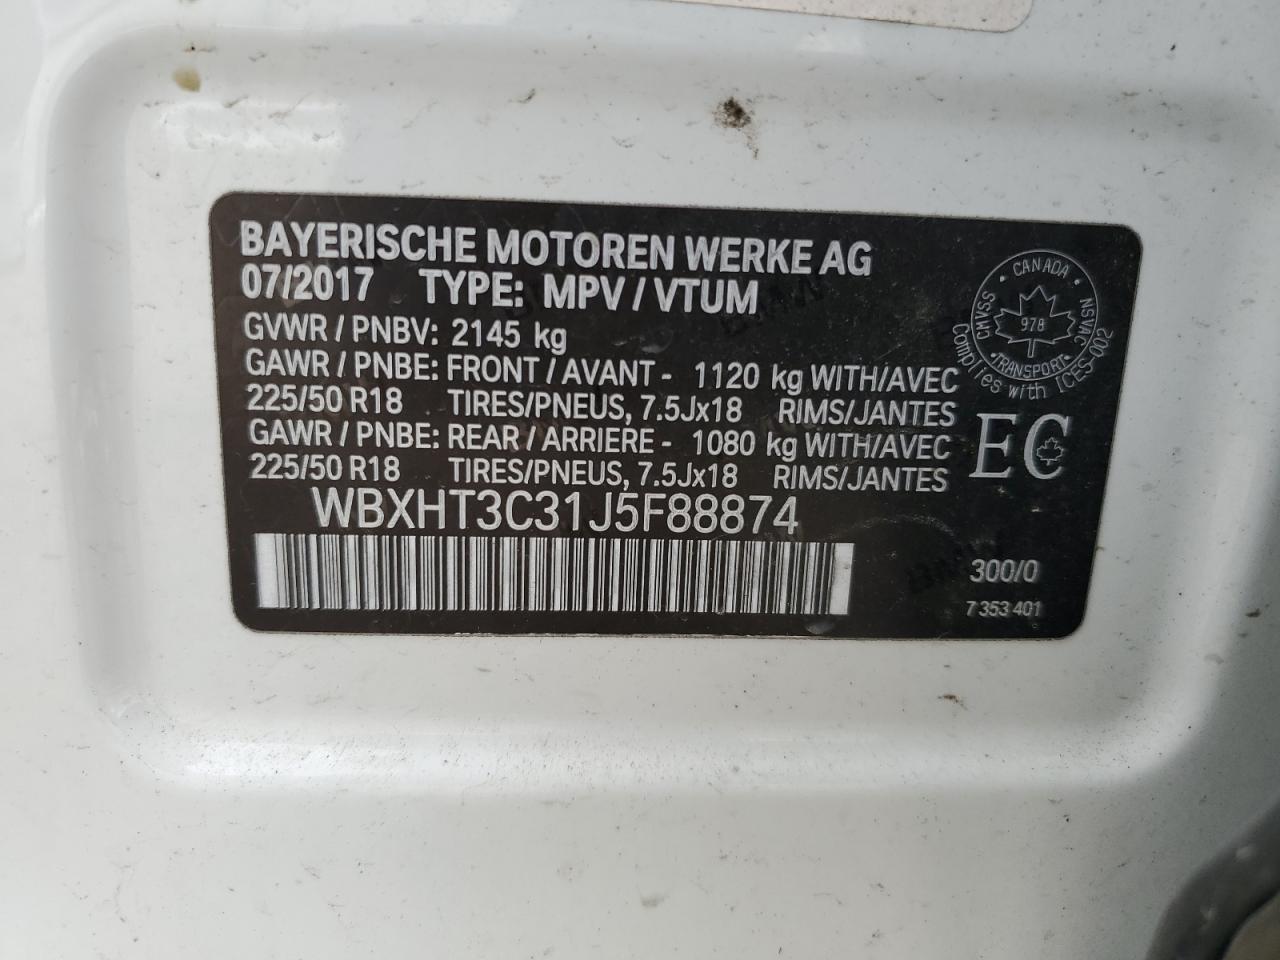 BAYERISCHE MOTOREN WERKE AG
07/2017 TYPE: MPV / VTUM
GVWR / PNBV: 2145 kg
GAWR / PNBE: FRONT / AVANT - 1120 kg WITH/AVEC
225/50 R18 TIRES/PNEUS, 7.5Jx18 RIMS/JANTES
GAWR / PNBE: REAR / ARRIERE - 1080 kg WITH/AVEC
225/50 R18 TIRES/PNEUS, 7.5Jx18 RIMS/JANTES
WBXHT3C31J5F88874
CANADA
CMVSS
NSVAC
978
TRANSPORT
Complies with ICES-002
EC
300/0
7 353 401